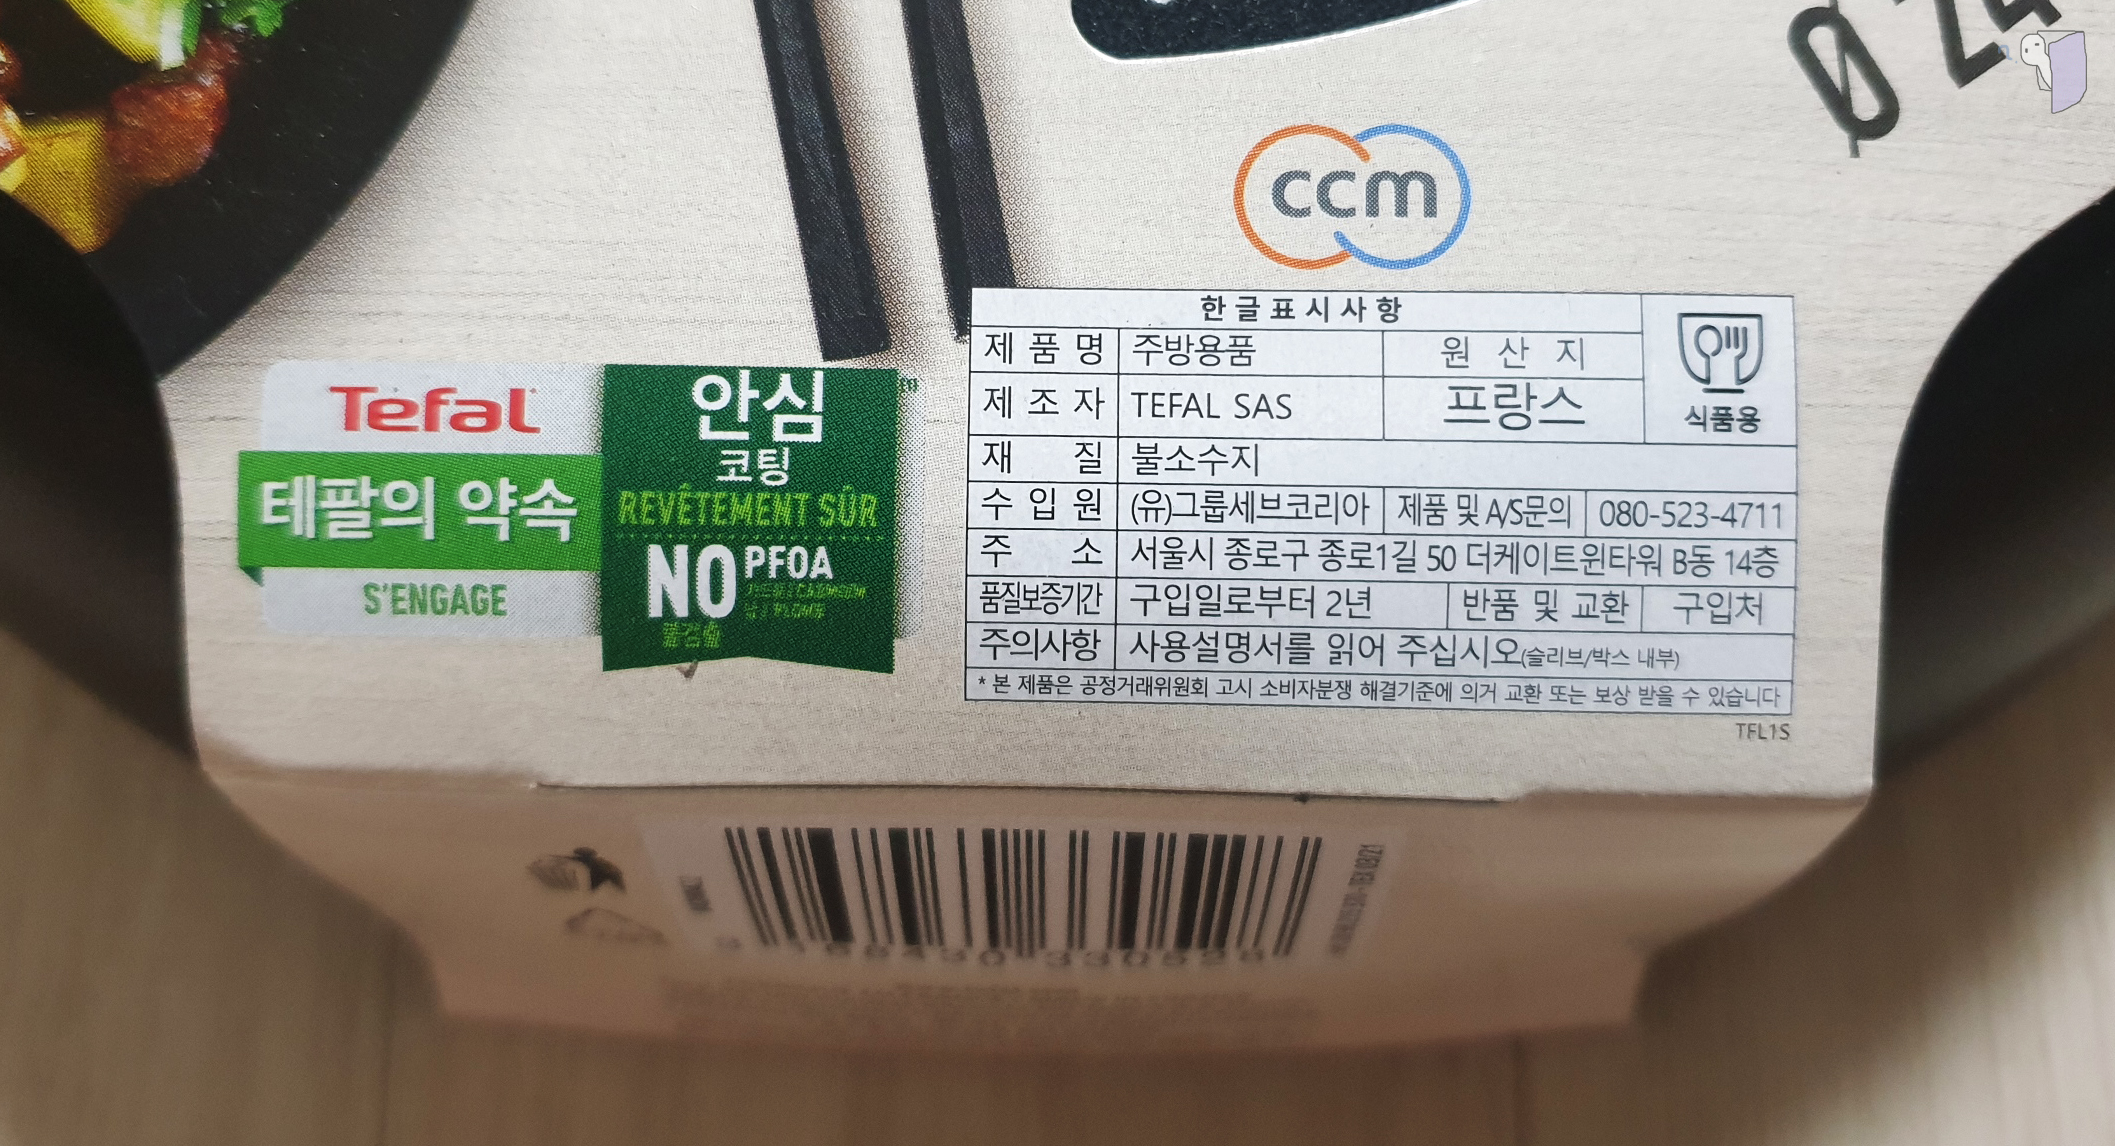 Ø 24
ccm
한글표시사항
제품명 주방용품 원산지
제조자 TEFAL SAS 프랑스
식품용
재질 불소수지
수입원 (유)그룹세브코리아 제품 및 A/S문의 080-523-4711
주소 서울시 종로구 종로1길 50 더케이트윈타워 B동 14층
품질보증기간 구입일로부터 2년 반품 및 교환 구입처
주의사항 사용설명서를 읽어 주십시오(슬리브/박스 내부)
* 본 제품은 공정거래위원회 고시 소비자분쟁 해결기준에 의거 교환 또는 보상 받을 수 있습니다
TFL1S
Tefal
테팔의 약속
S'ENGAGE
안심
코팅
REVÊTEMENT SÛR
NO PFOA
불검출